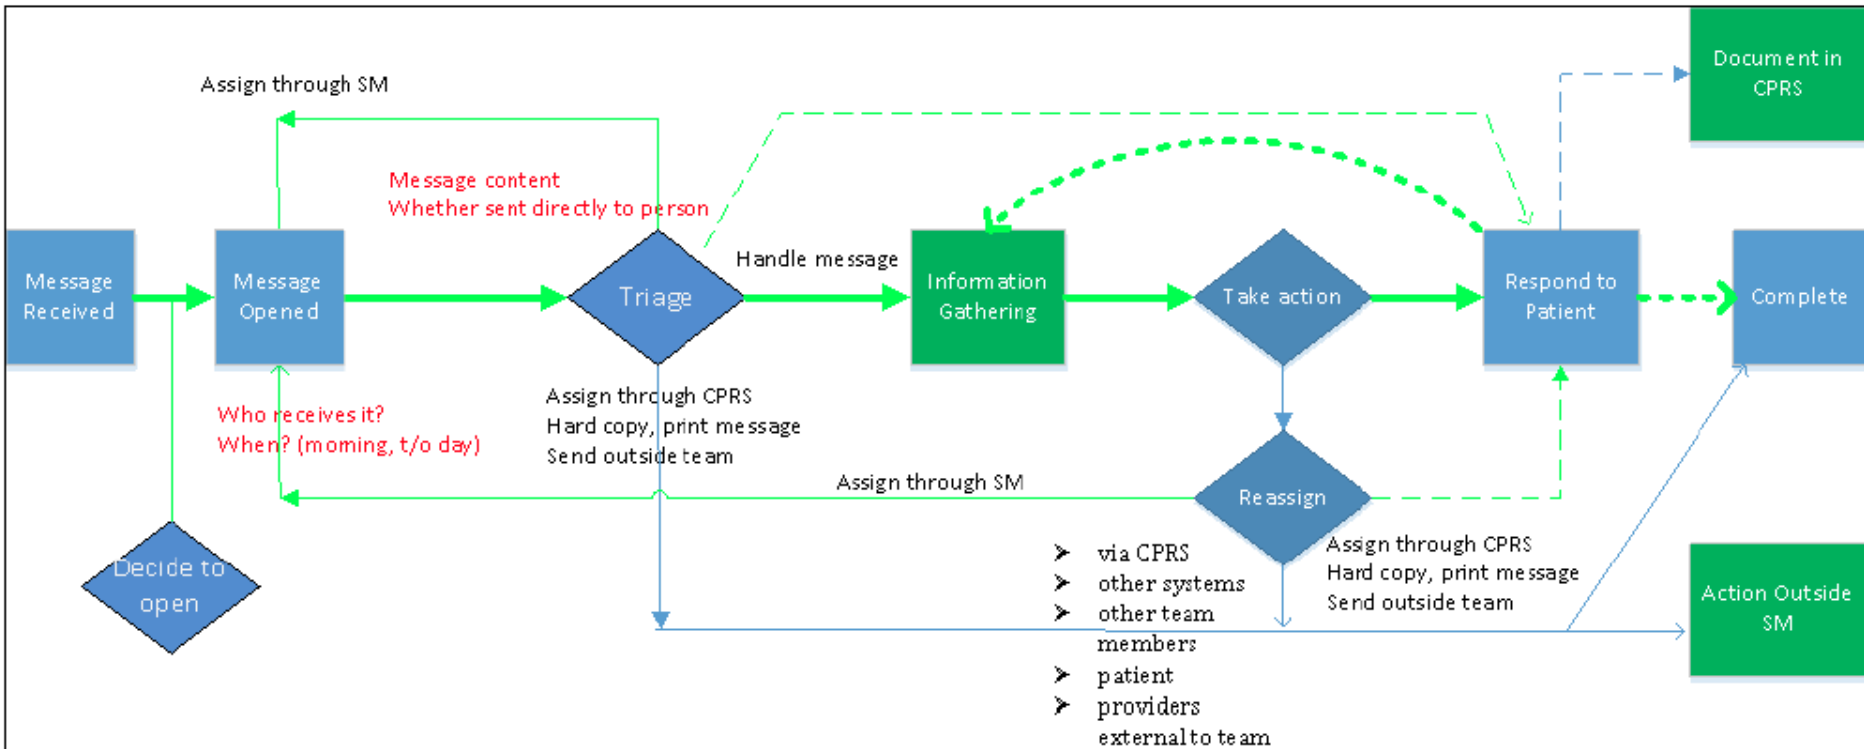 Document in
CPRS
Assign through SM
Message content
Whether sent directly to person
Message
Received
Message
Opened
Triage
Handle message
Information
Gathering
Take action
Respond to
Patient
Complete
Who receives it?
When? (morning, t/o day)
Assign through CPRS
Hard copy, print message
Send outside team
Assign through SM
Reassign
Decide to
open
➤ via CPRS
➤ other systems
➤ other team
members
➤ patient
➤ providers
external to team
Assign through CPRS
Hard copy, print message
Send outside team
Action Outside
SM